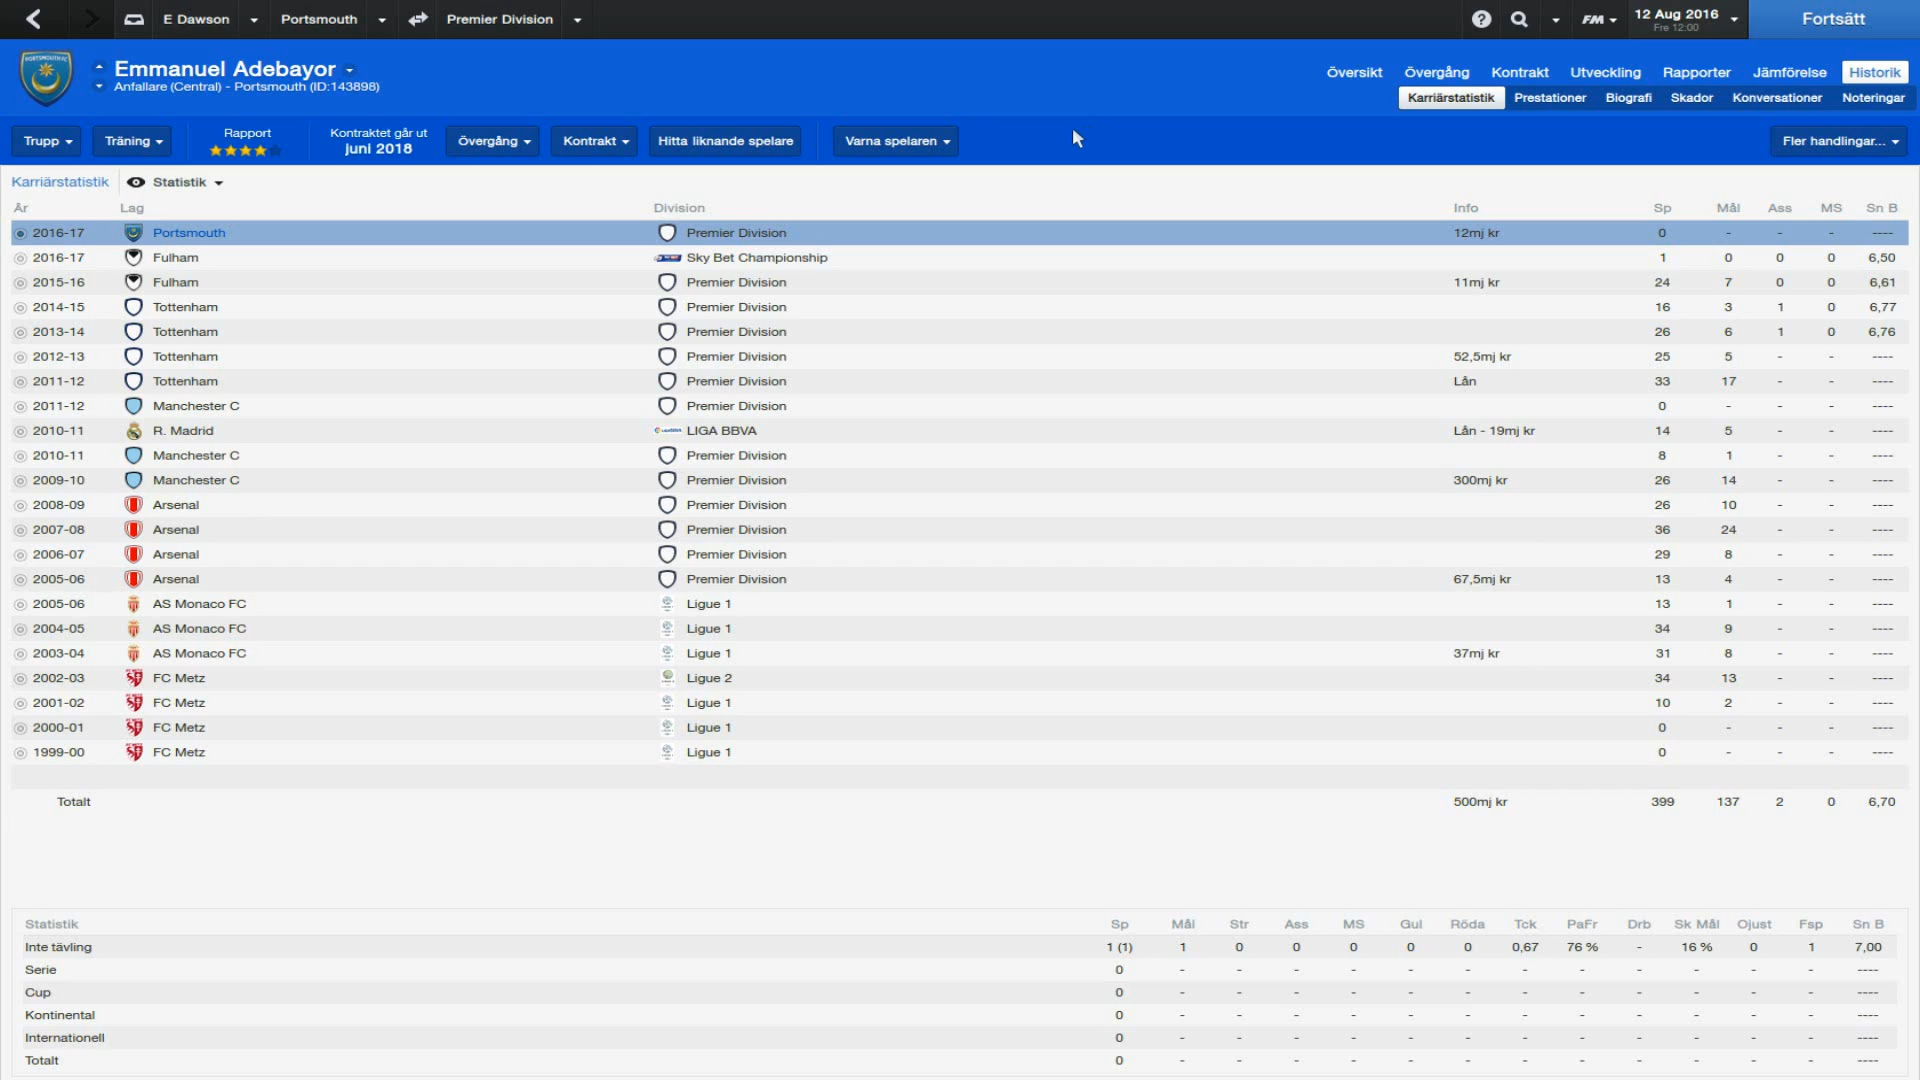 E Dawson Portsmouth Premier Division FM 12 Aug 2016 Fortsätt
Fre 12:00
Emmanuel Adebayor
Anfallare (Central) - Portsmouth (ID:143898)
Översikt Övergång Kontrakt Utveckling Rapporter Jämförelse Historik
Karriärstatistik Prestationer Biografi Skador Konversationer Noteringar
Trupp Träning Rapport Kontraktet går ut juni 2018 Övergång Kontrakt Hitta liknande spelare Varna spelaren Fler handlingar...
Karriärstatistik Statistik
År Lag Division Info Sp Mål Ass MS Sn B
2016-17 Portsmouth Premier Division 12mj kr 0 - - - ----
2016-17 Fulham Sky Bet Championship 1 0 0 0 6,50
2015-16 Fulham Premier Division 11mj kr 24 7 0 0 6,61
2014-15 Tottenham Premier Division 16 3 1 0 6,77
2013-14 Tottenham Premier Division 26 6 1 0 6,76
2012-13 Tottenham Premier Division 52,5mj kr 25 5 - - ----
2011-12 Tottenham Premier Division Lån 33 17 - - ----
2011-12 Manchester C Premier Division 0 - - - ----
2010-11 R. Madrid LIGA BBVA Lån - 19mj kr 14 5 - - ----
2010-11 Manchester C Premier Division 8 1 - - ----
2009-10 Manchester C Premier Division 300mj kr 26 14 - - ----
2008-09 Arsenal Premier Division 26 10 - - ----
2007-08 Arsenal Premier Division 36 24 - - ----
2006-07 Arsenal Premier Division 29 8 - - ----
2005-06 Arsenal Premier Division 67,5mj kr 13 4 - - ----
2005-06 AS Monaco FC Ligue 1 13 1 - - ----
2004-05 AS Monaco FC Ligue 1 34 9 - - ----
2003-04 AS Monaco FC Ligue 1 37mj kr 31 8 - - ----
2002-03 FC Metz Ligue 2 34 13 - - ----
2001-02 FC Metz Ligue 1 10 2 - - ----
2000-01 FC Metz Ligue 1 0 - - - ----
1999-00 FC Metz Ligue 1 0 - - - ----
Totalt 500mj kr 399 137 2 0 6,70
Statistik Sp Mål Str Ass MS Gul Röda Tck PaFr Drb Sk Mål Ojust Fsp Sn B
Inte tävling 1 (1) 1 0 0 0 0 0 0,67 76 % - 16 % 0 1 7,00
Serie 0 - - - - - - - - - - - - ----
Cup 0 - - - - - - - - - - - - ----
Kontinental 0 - - - - - - - - - - - - ----
Internationell 0 - - - - - - - - - - - - ----
Totalt 0 - - - - - - - - - - - - ----